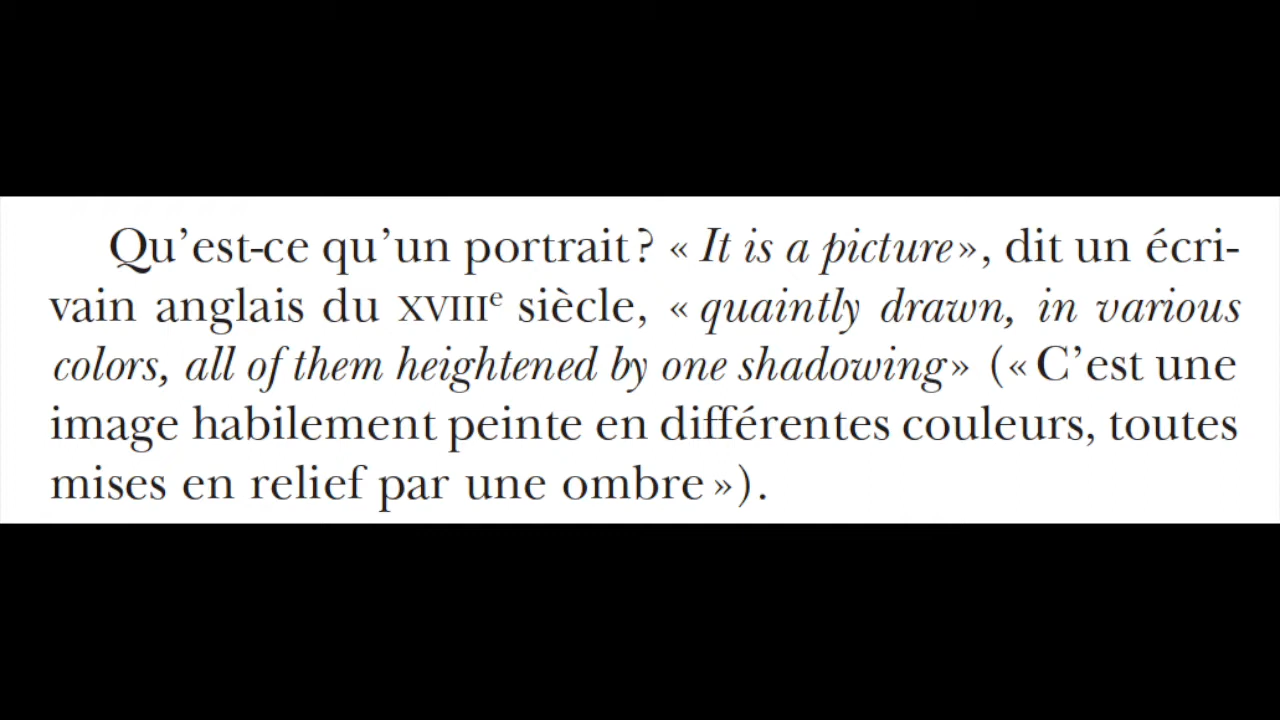 Qu’est-ce qu’un portrait ? « It is a picture », dit un écri-
vain anglais du XVIIIe siècle, « quaintly drawn, in various
colors, all of them heightened by one shadowing » (« C’est une
image habilement peinte en différentes couleurs, toutes
mises en relief par une ombre »).